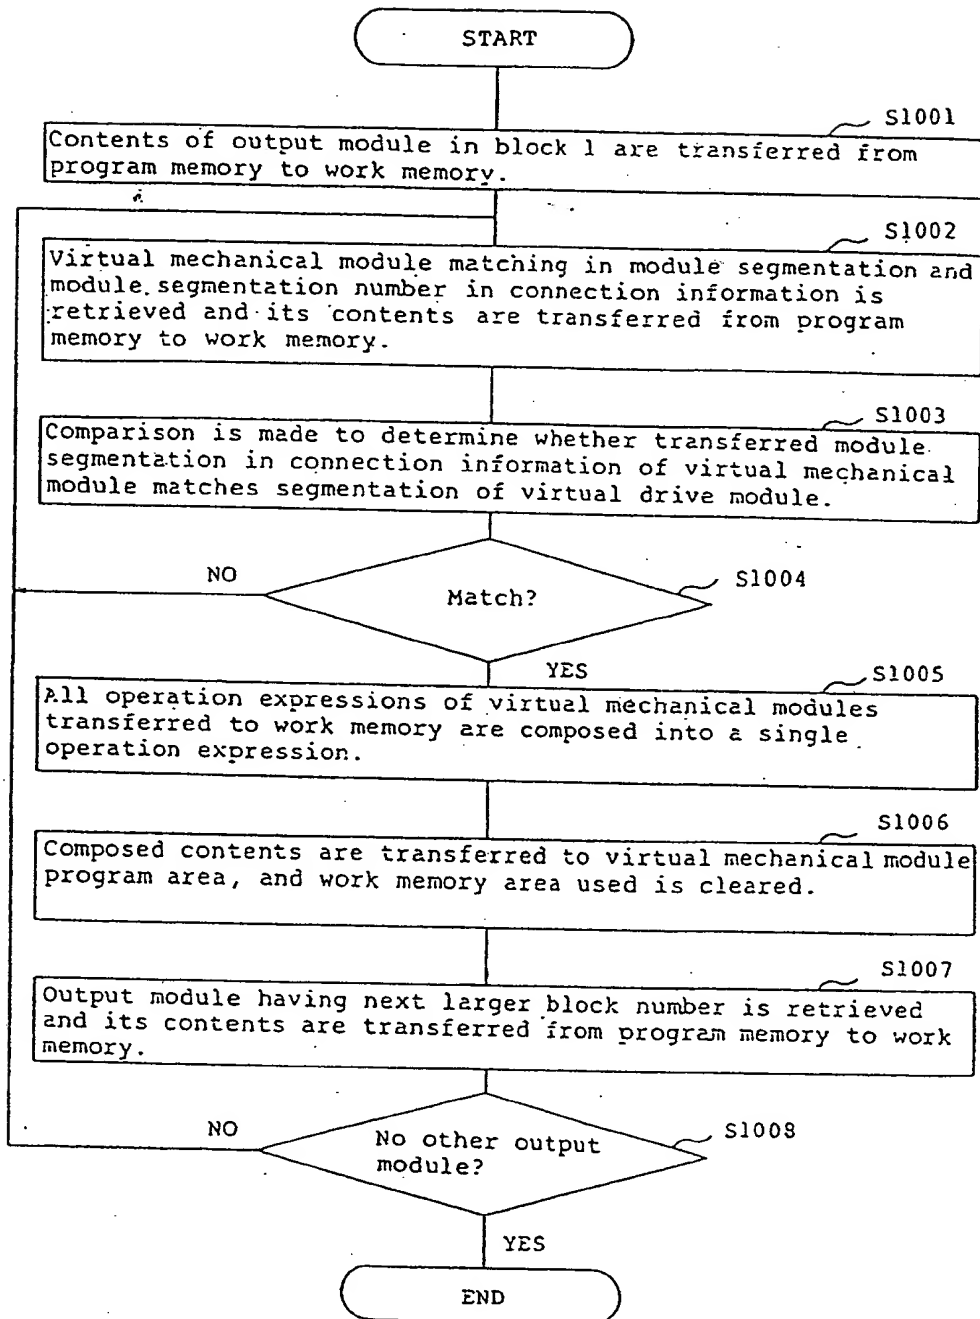 START
S1001
Contents of output module in block 1 are transferred from
program memory to work memory.
S1002
Virtual mechanical module matching in module segmentation and
module segmentation number in connection information is
retrieved and its contents are transferred from program
memory to work memory.
S1003
Comparison is made to determine whether transferred module
segmentation in connection information of virtual mechanical
module matches segmentation of virtual drive module.
NO
Match?
S1004
YES
S1005
All operation expressions of virtual mechanical modules
transferred to work memory are composed into a single
operation expression.
S1006
Composed contents are transferred to virtual mechanical module
program area, and work memory area used is cleared.
S1007
Output module having next larger block number is retrieved
and its contents are transferred from program memory to work
memory.
NO
No other output
module?
S1008
YES
END